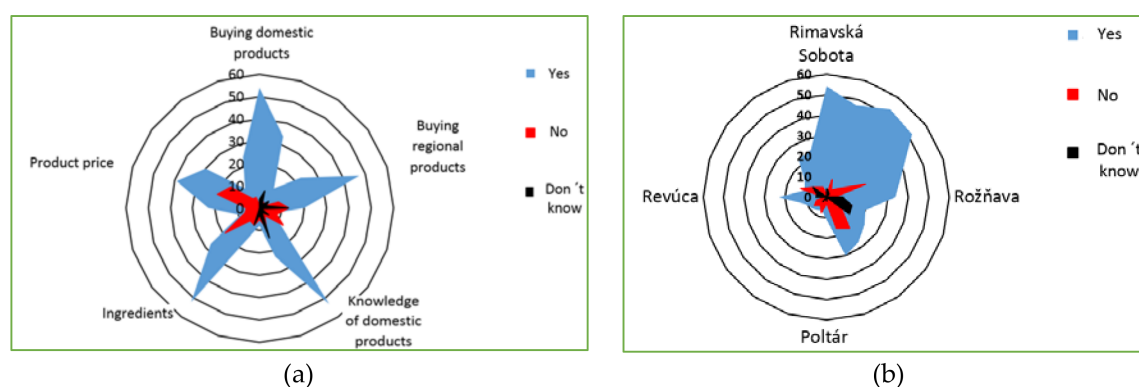 Buying domestic
products
60
50
40
30
20
10
0
Buying
regional
products
Knowledge
of domestic
products
Ingredients
Product price
Yes
No
Don´t
know
(a)
Rimavská
Sobota
60
50
40
30
20
10
0
Rožňava
Poltár
Revúca
Yes
No
Don´t
know
(b)